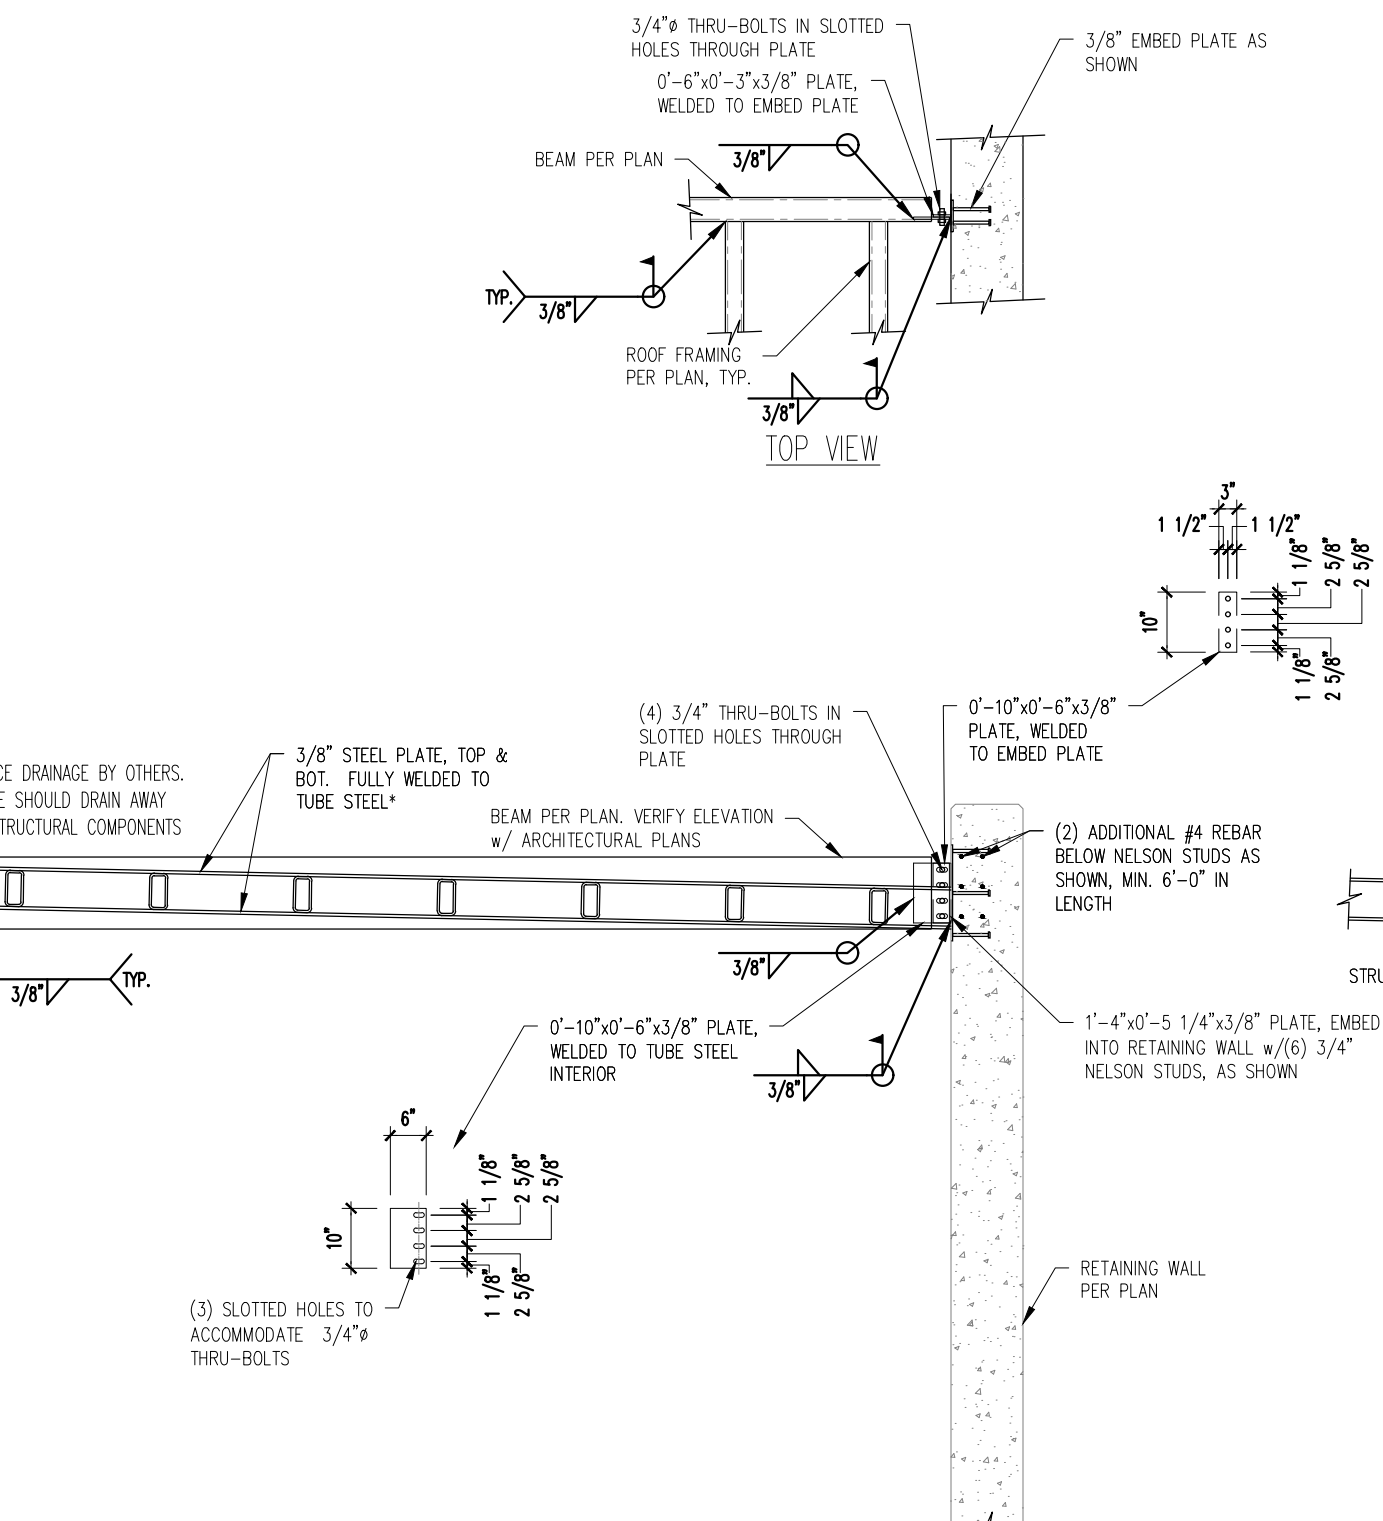 3/4"ø THRU-BOLTS IN SLOTTED
HOLES THROUGH PLATE
0'-6"x0'-3"x3/8" PLATE,
WELDED TO EMBED PLATE
3/8" EMBED PLATE AS
SHOWN
3/8"
BEAM PER PLAN
TYP.
3/8"
ROOF FRAMING
PER PLAN, TYP.
3/8"
TOP VIEW
3"
1 1/2"
1 1/2"
1 1/8"
2 5/8"
2 5/8"
10"
1 1/8"
2 5/8"
(4) 3/4" THRU-BOLTS IN
SLOTTED HOLES THROUGH
PLATE
0'-10"x0'-6"x3/8"
PLATE, WELDED
TO EMBED PLATE
3/8" STEEL PLATE, TOP &
BOT. FULLY WELDED TO
TUBE STEEL*
CE DRAINAGE BY OTHERS.
E SHOULD DRAIN AWAY
STRUCTURAL COMPONENTS
BEAM PER PLAN. VERIFY ELEVATION
w/ ARCHITECTURAL PLANS
(2) ADDITIONAL #4 REBAR
BELOW NELSON STUDS AS
SHOWN, MIN. 6'-0" IN
LENGTH
3/8"
TYP.
3/8"
STRU
0'-10"x0'-6"x3/8" PLATE,
WELDED TO TUBE STEEL
INTERIOR
3/8"
1'-4"x0'-5 1/4"x3/8" PLATE, EMBED
INTO RETAINING WALL w/(6) 3/4"
NELSON STUDS, AS SHOWN
6"
1 1/8"
2 5/8"
2 5/8"
10"
1 1/8"
2 5/8"
(3) SLOTTED HOLES TO
ACCOMMODATE 3/4"ø
THRU-BOLTS
RETAINING WALL
PER PLAN